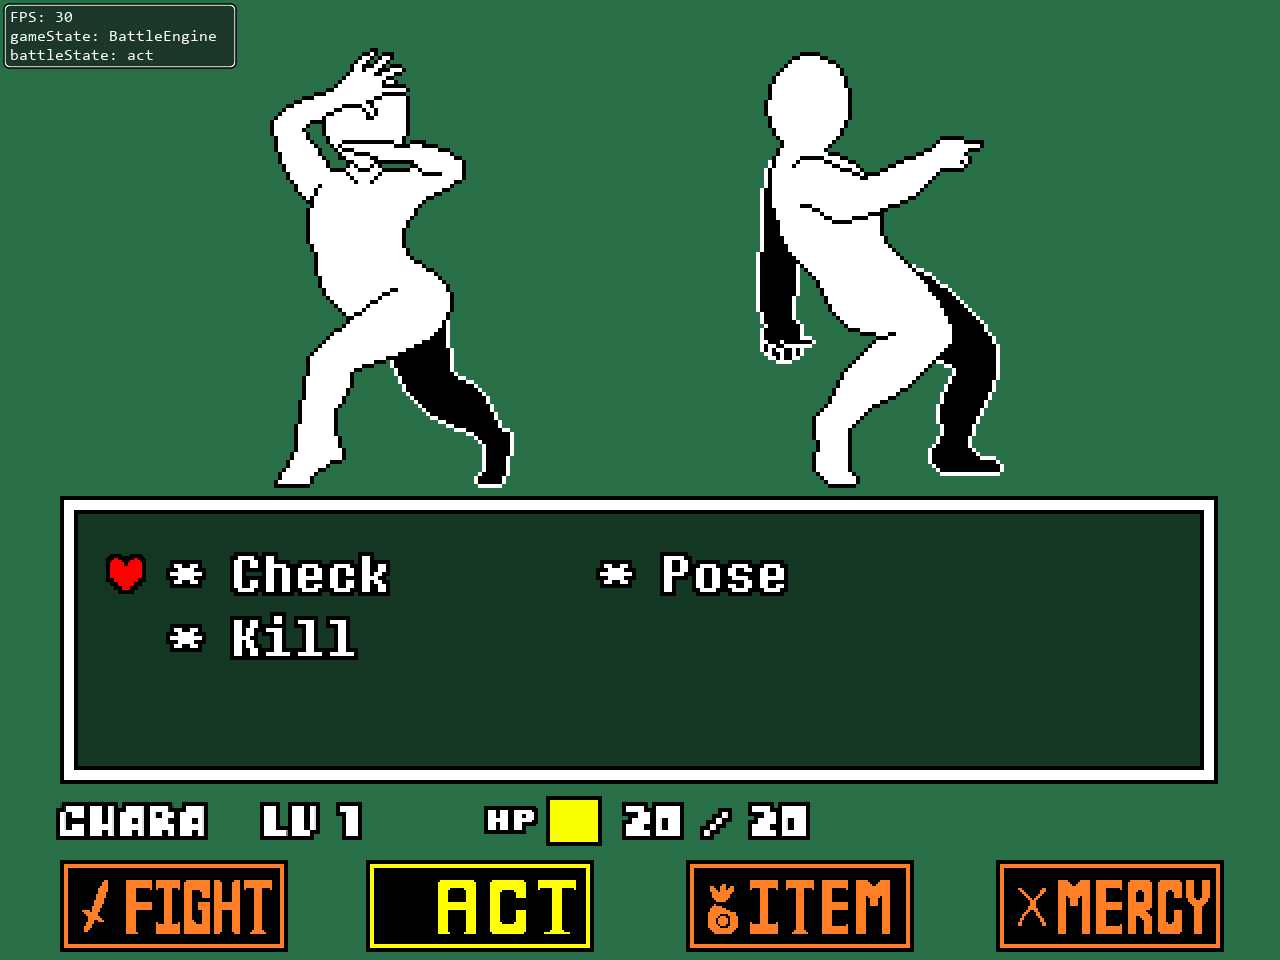 FPS: 30
gameState: BattleEngine
battleState: act
* Check * Pose
* Kill
CHARA LV 1 HP 20 / 20
FIGHT ACT ITEM MERCY